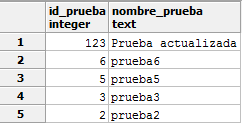 id_prueba nombre_prueba
integer text
1 123 Prueba actualizada
2 6 prueba6
3 5 prueba5
4 3 prueba3
5 2 prueba2